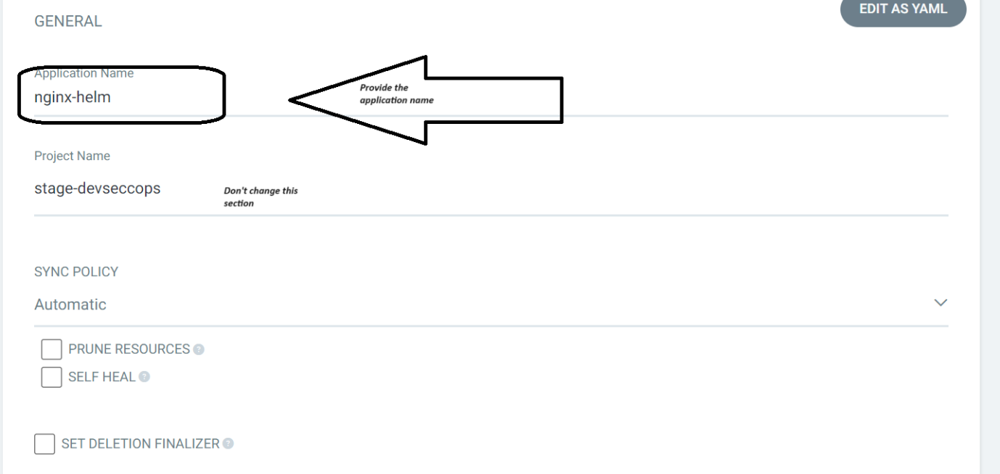 EDIT AS YAML
GENERAL
Application Name
nginx-helm
Provide the
application name
Project Name
stage-devseccops
Don't change this
section
SYNC POLICY
Automatic
PRUNE RESOURCES ?
SELF HEAL ?
SET DELETION FINALIZER ?